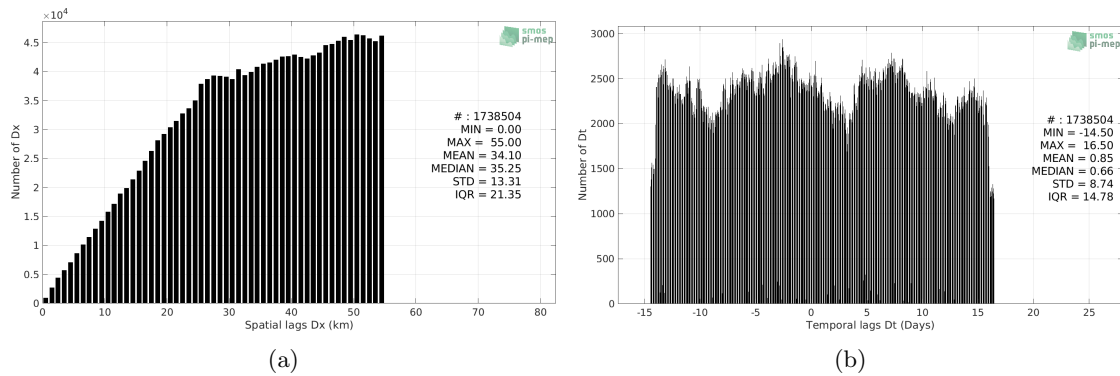 ×10⁴
4.5
4
3.5
3
2.5
2
1.5
1
0.5
0
0 10 20 30 40 50 60 70 80
Number of Dx
Spatial lags Dx (km)
smos
pi-mep
# : 1738504
MIN = 0.00
MAX = 55.00
MEAN = 34.10
MEDIAN = 35.25
STD = 13.31
IQR = 21.35
(a)
3000
2500
2000
1500
1000
500
0
-15 -10 -5 0 5 10 15 20 25
Number of Dt
Temporal lags Dt (Days)
smos
pi-mep
# : 1738504
MIN = -14.50
MAX = 16.50
MEAN = 0.85
MEDIAN = 0.66
STD = 8.74
IQR = 14.78
(b)